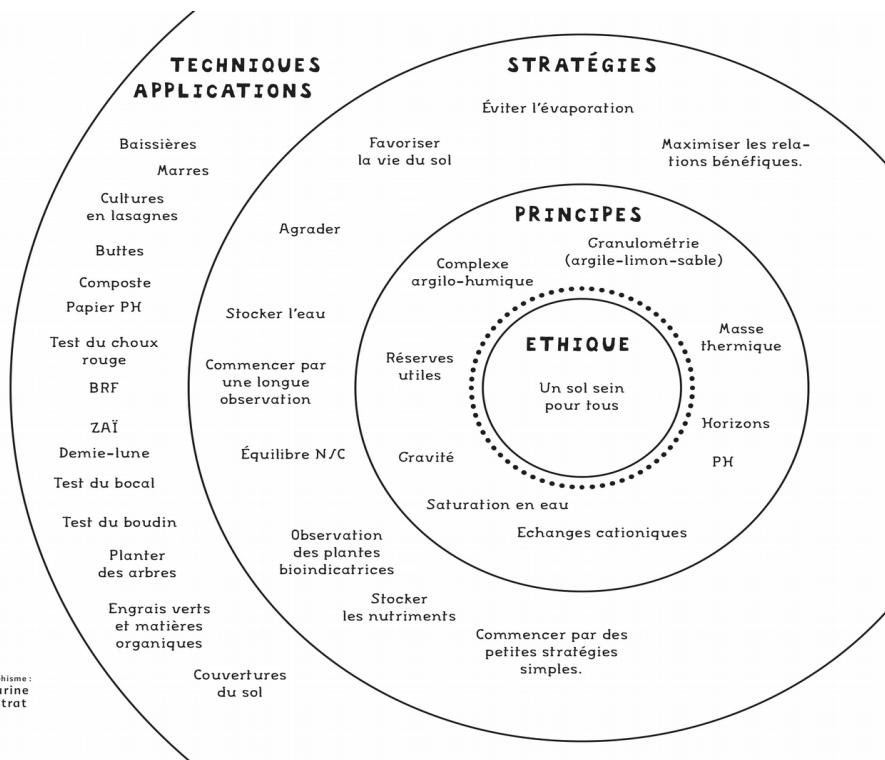 TECHNIQUES
APPLICATIONS
Baissières
Marres
Cultures
en lasagnes
Buttes
Composte
Papier PH
Test du choux
rouge
BRF
ZAÏ
Demie-lune
Test du bocal
Test du boudin
Planter
des arbres
Engrais verts
et matières
organiques
Couvertures
du sol
STRATÉGIES
Éviter l'évaporation
Favoriser
la vie du sol
Maximiser les rela-
tions bénéfiques.
Agrader
Stocker l'eau
Commencer par
une longue
observation
Équilibre N/C
Observation
des plantes
bioindicatrices
Stocker
les nutriments
Commencer par des
petites stratégies
simples.
PRINCIPES
Granulométrie
(argile-limon-sable)
Complexe
argilo-humique
Masse
thermique
Réserves
utiles
Horizons
Gravité
PH
Saturation en eau
Echanges cationiques
ETHIQUE
Un sol sein
pour tous